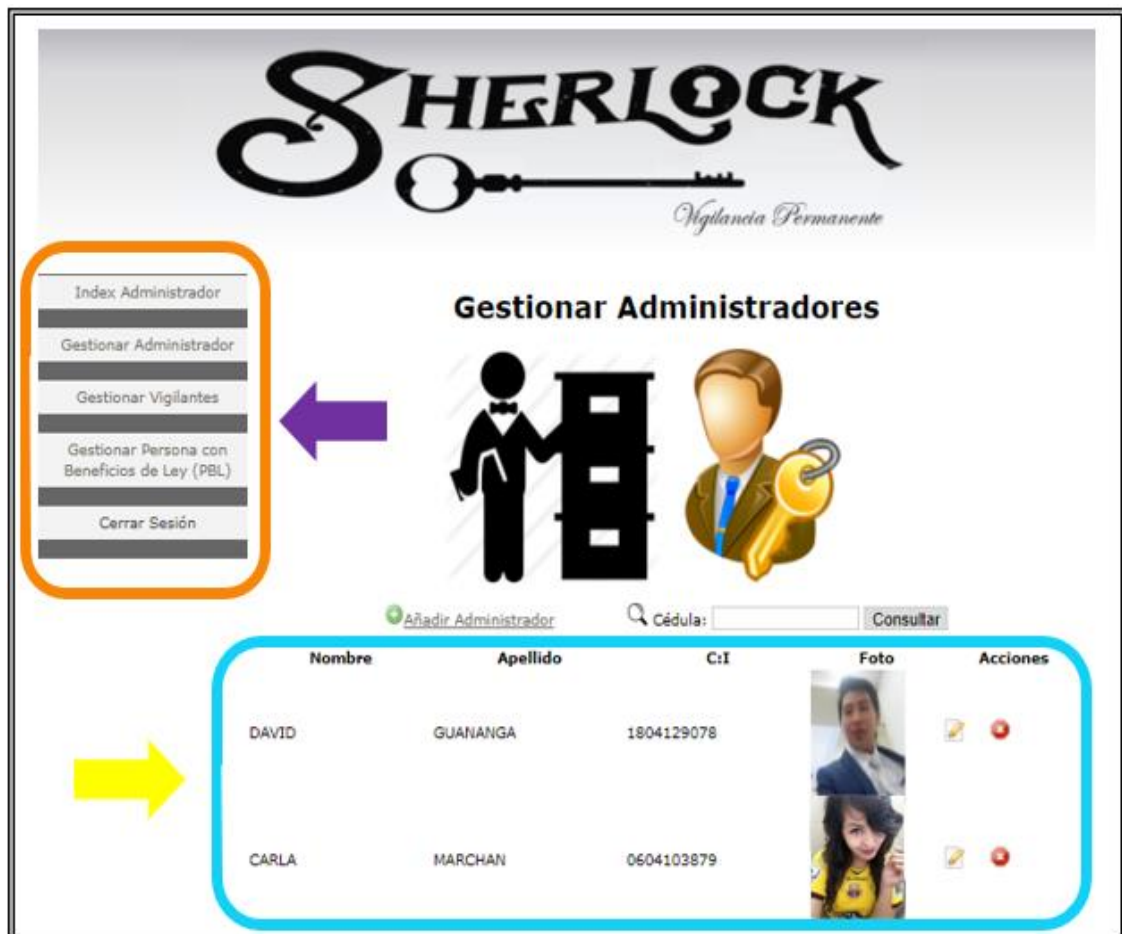 SHERLOCK
Vigilancia Permanente
Index Administrador
Gestionar Administrador
Gestionar Vigilantes
Gestionar Persona con
Beneficios de Ley (PBL)
Cerrar Sesión
Gestionar Administradores
Añadir Administrador Cédula: Consultar
Nombre Apellido C:I Foto Acciones
DAVID GUANANGA 1804129078
CARLA MARCHAN 0604103879